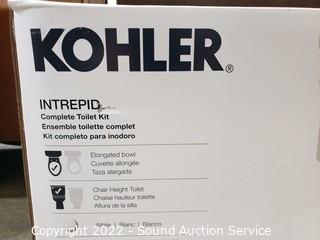 KOHLER®
INTREPID
Complete Toilet Kit
Ensemble toilette complet
Kit completo para inodoro
Elongated bowl
Cuvette allongée
Taza alargada
Chair Height Toilet
Chaise hauteur toilette
Altura de la silla
White / Blanc / Blanco
Copyright 2022 - Sound Auction Service